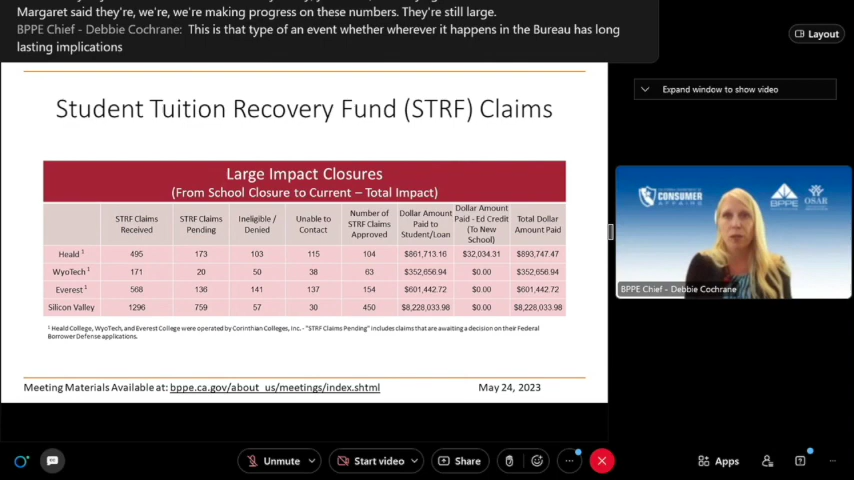 Margaret said they're, we're, we're making progress on these numbers. They're still large.
BPPE Chief - Debbie Cochrane: This is that type of an event whether wherever it happens in the Bureau has long
lasting implications
Layout
Expand window to show video
Student Tuition Recovery Fund (STRF) Claims
Large Impact Closures
(From School Closure to Current – Total Impact)
STRF Claims Received STRF Claims Pending Ineligible / Denied Unable to Contact Number of STRF Claims Approved Dollar Amount Paid to Student/Loan Dollar Amount Paid - Ed Credit (To New School) Total Dollar Amount Paid
Heald 1 495 173 103 115 104 $861,713.16 $32,034.31 $893,747.47
WyoTech 1 171 20 50 38 63 $352,656.94 $0.00 $352,656.94
Everest 1 568 136 141 137 154 $601,442.72 $0.00 $601,442.72
Silicon Valley 1296 759 57 30 450 $8,228,033.98 $0.00 $8,228,033.98
1 Heald College, WyoTech, and Everest College were operated by Corinthian Colleges, Inc. - "STRF Claims Pending" includes claims that are awaiting a decision on their Federal
Borrower Defense applications.
Meeting Materials Available at: bppe.ca.gov/about_us/meetings/index.shtml May 24, 2023
CONSUMER
AFFAIRS
BPPE
OSAR
BPPE Chief - Debbie Cochrane
Unmute
Start video
Share
Apps